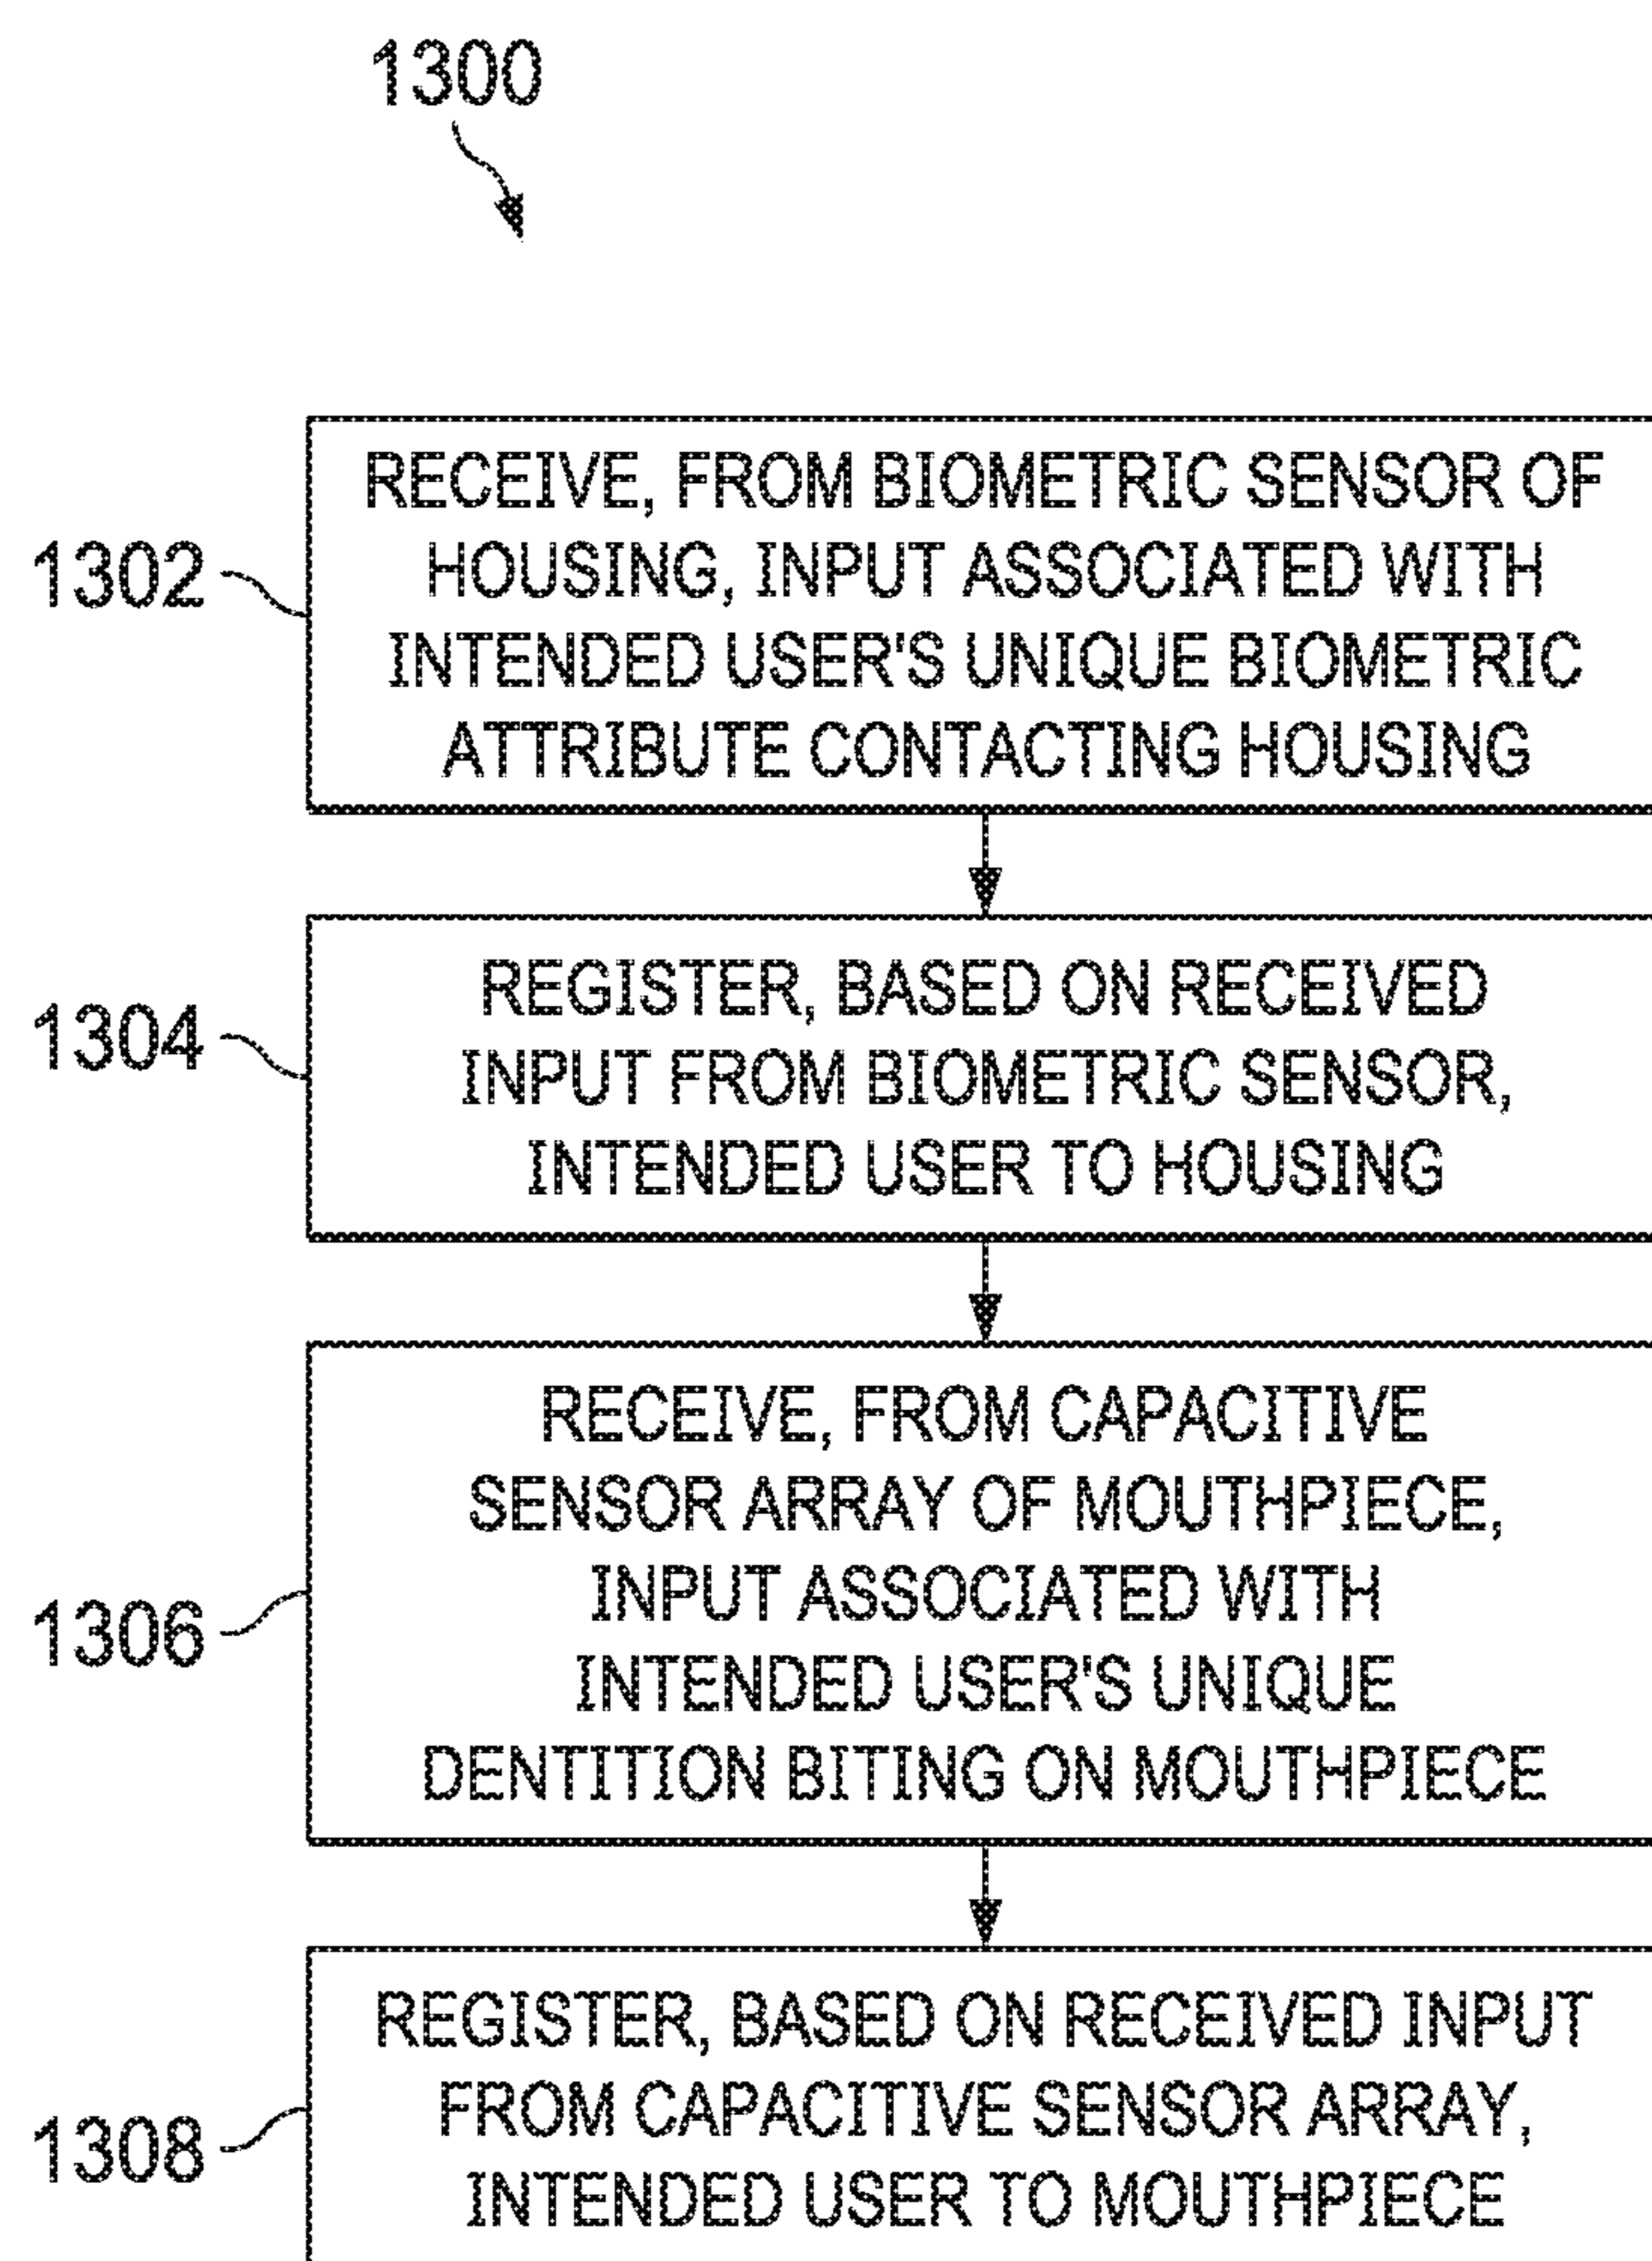 1300
1302
RECEIVE, FROM BIOMETRIC SENSOR OF
HOUSING, INPUT ASSOCIATED WITH
INTENDED USER'S UNIQUE BIOMETRIC
ATTRIBUTE CONTACTING HOUSING
1304
REGISTER, BASED ON RECEIVED
INPUT FROM BIOMETRIC SENSOR,
INTENDED USER TO HOUSING
1306
RECEIVE, FROM CAPACITIVE
SENSOR ARRAY OF MOUTHPIECE,
INPUT ASSOCIATED WITH
INTENDED USER'S UNIQUE
DENTITION BITING ON MOUTHPIECE
1308
REGISTER, BASED ON RECEIVED INPUT
FROM CAPACITIVE SENSOR ARRAY,
INTENDED USER TO MOUTHPIECE